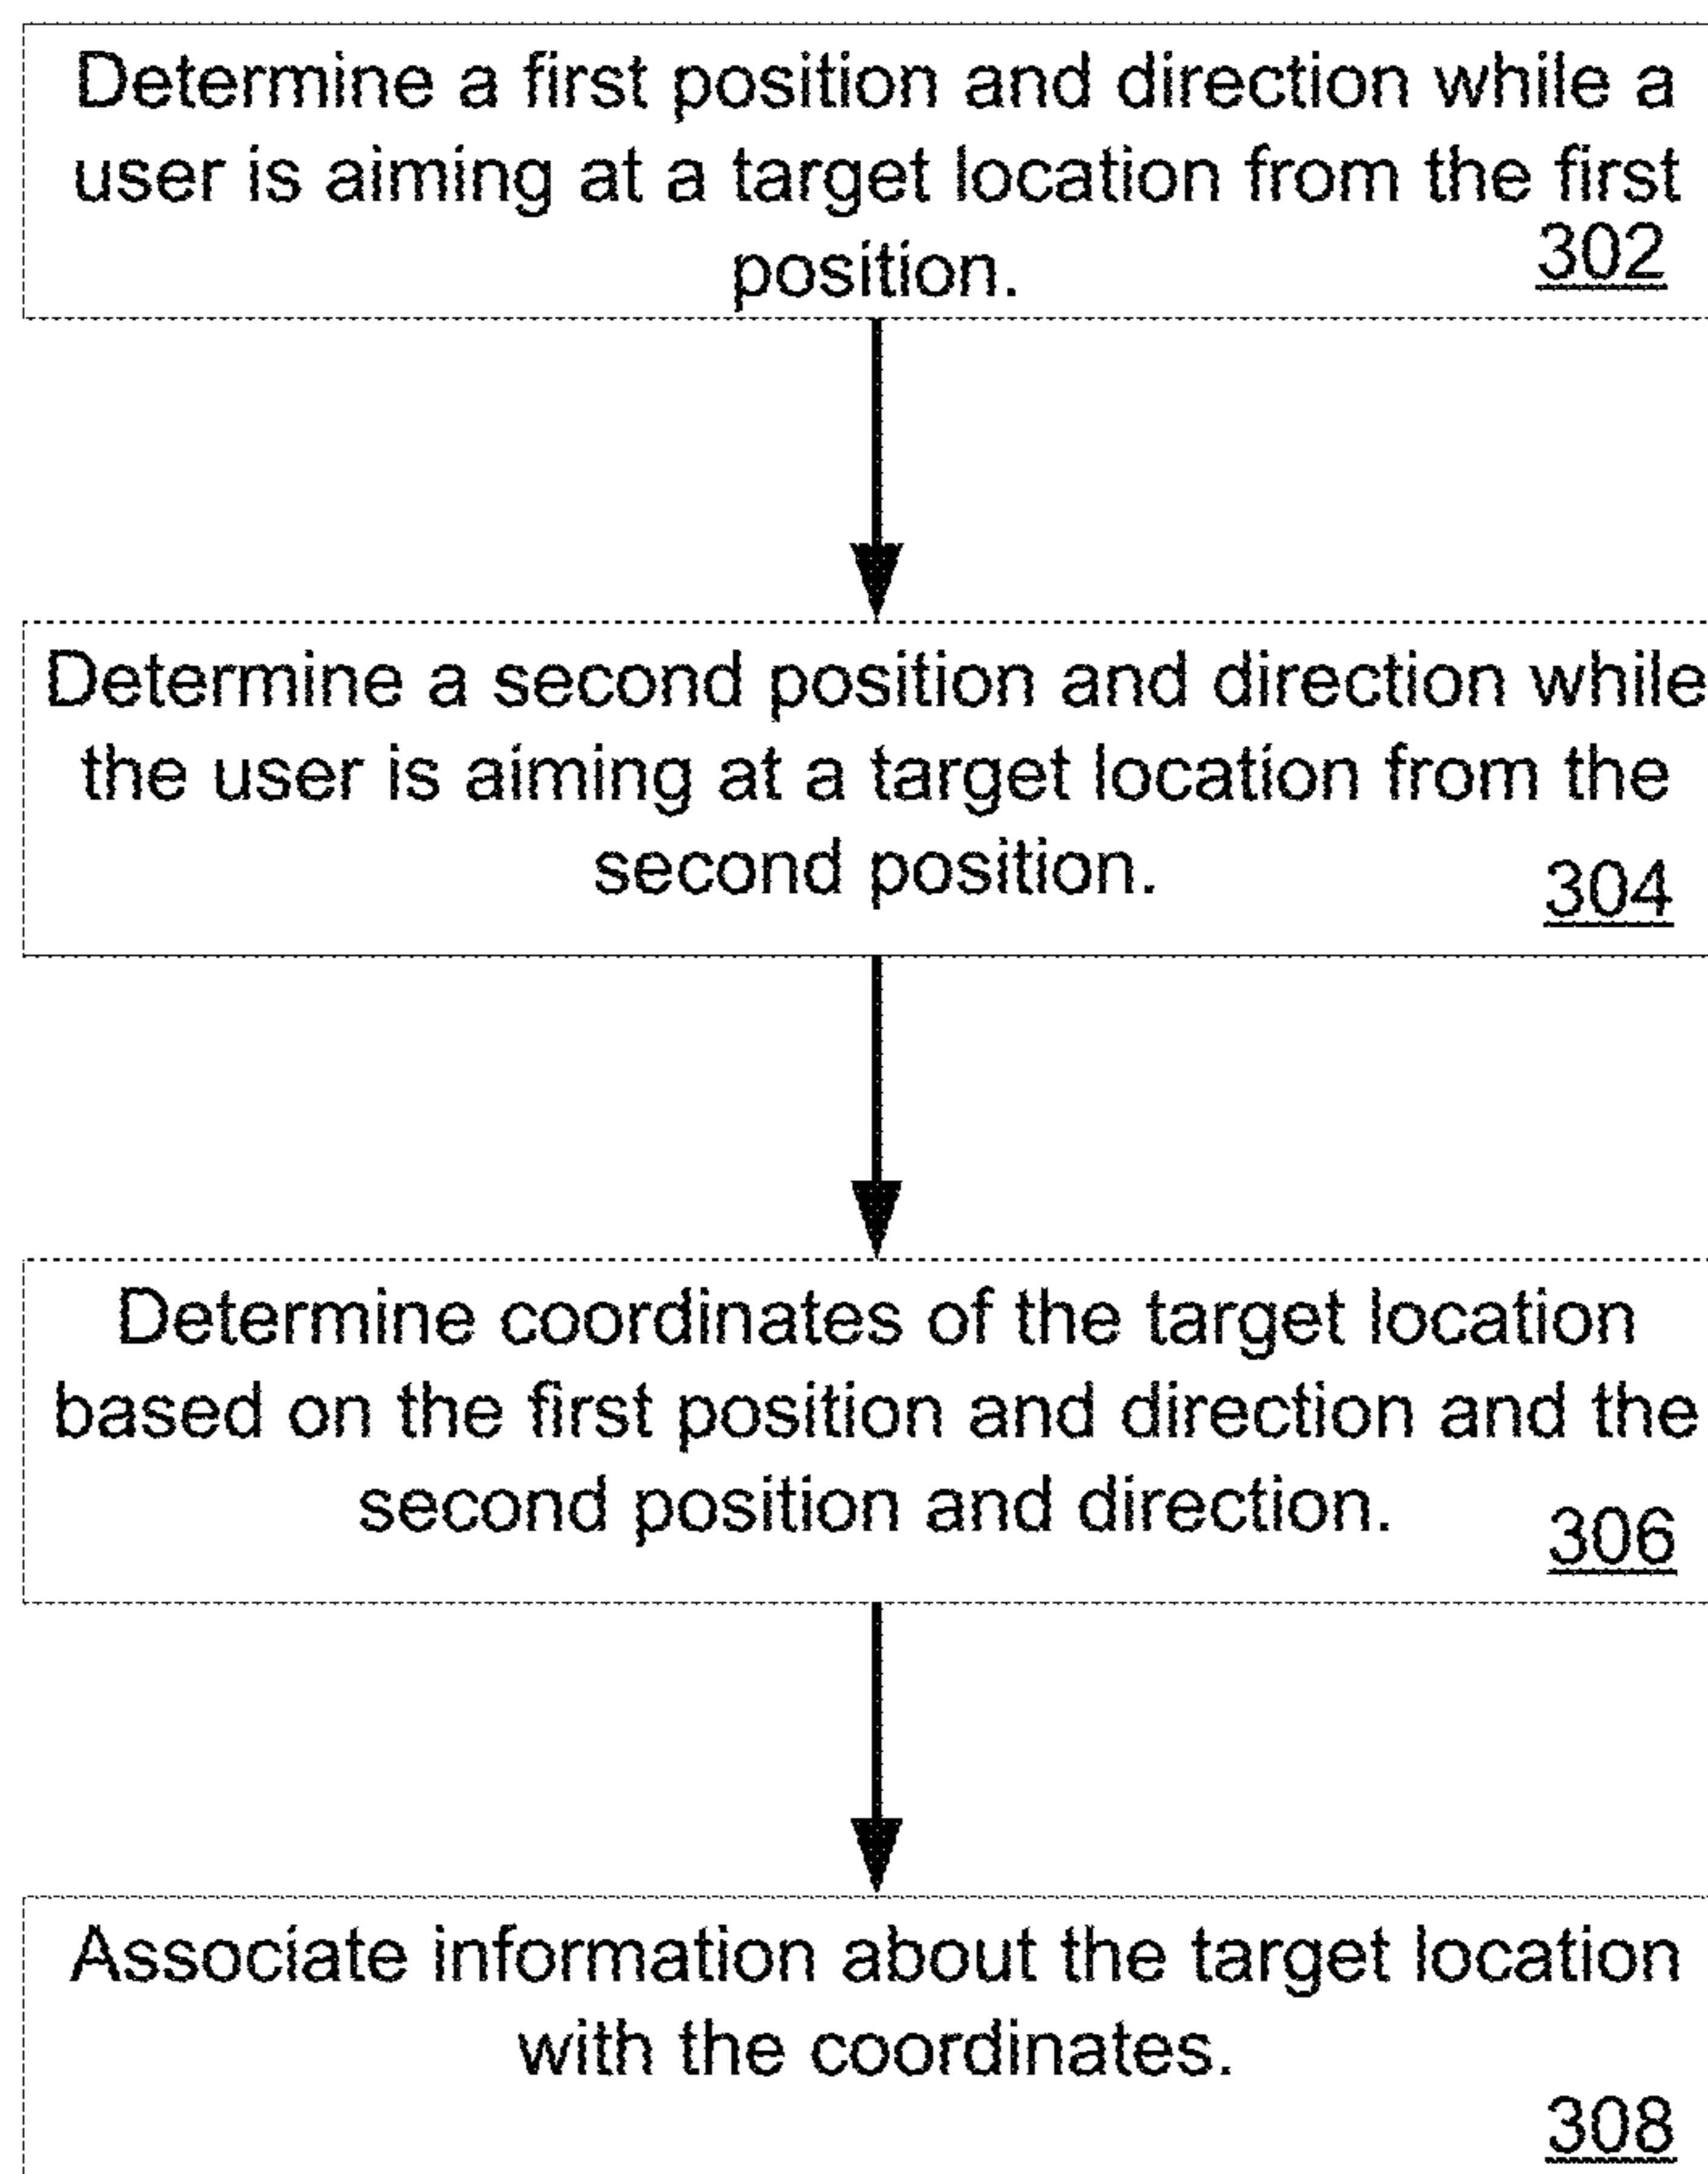 Determine a first position and direction while a
user is aiming at a target location from the first
position.
302
Determine a second position and direction while
the user is aiming at a target location from the
second position.
304
Determine coordinates of the target location
based on the first position and direction and the
second position and direction.
306
Associate information about the target location
with the coordinates.
308